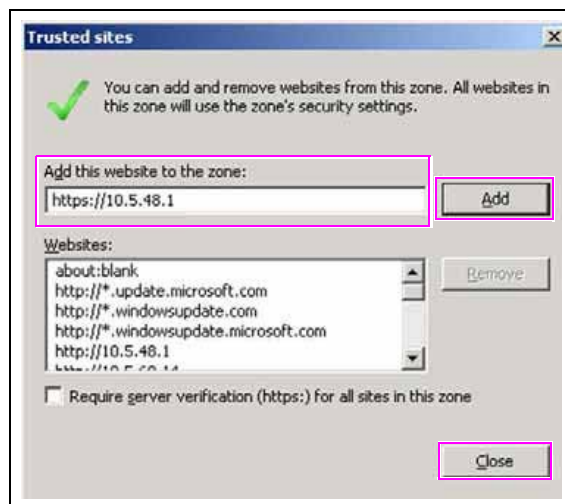 Trusted sites
You can add and remove websites from this zone. All websites in
this zone will use the zone's security settings.
Add this website to the zone:
https://10.5.48.1
Add
Websites:
about:blank
http://*.update.microsoft.com
http://*.windowsupdate.com
http://*.windowsupdate.microsoft.com
http://10.5.48.1
Remove
Require server verification (https:) for all sites in this zone
Close